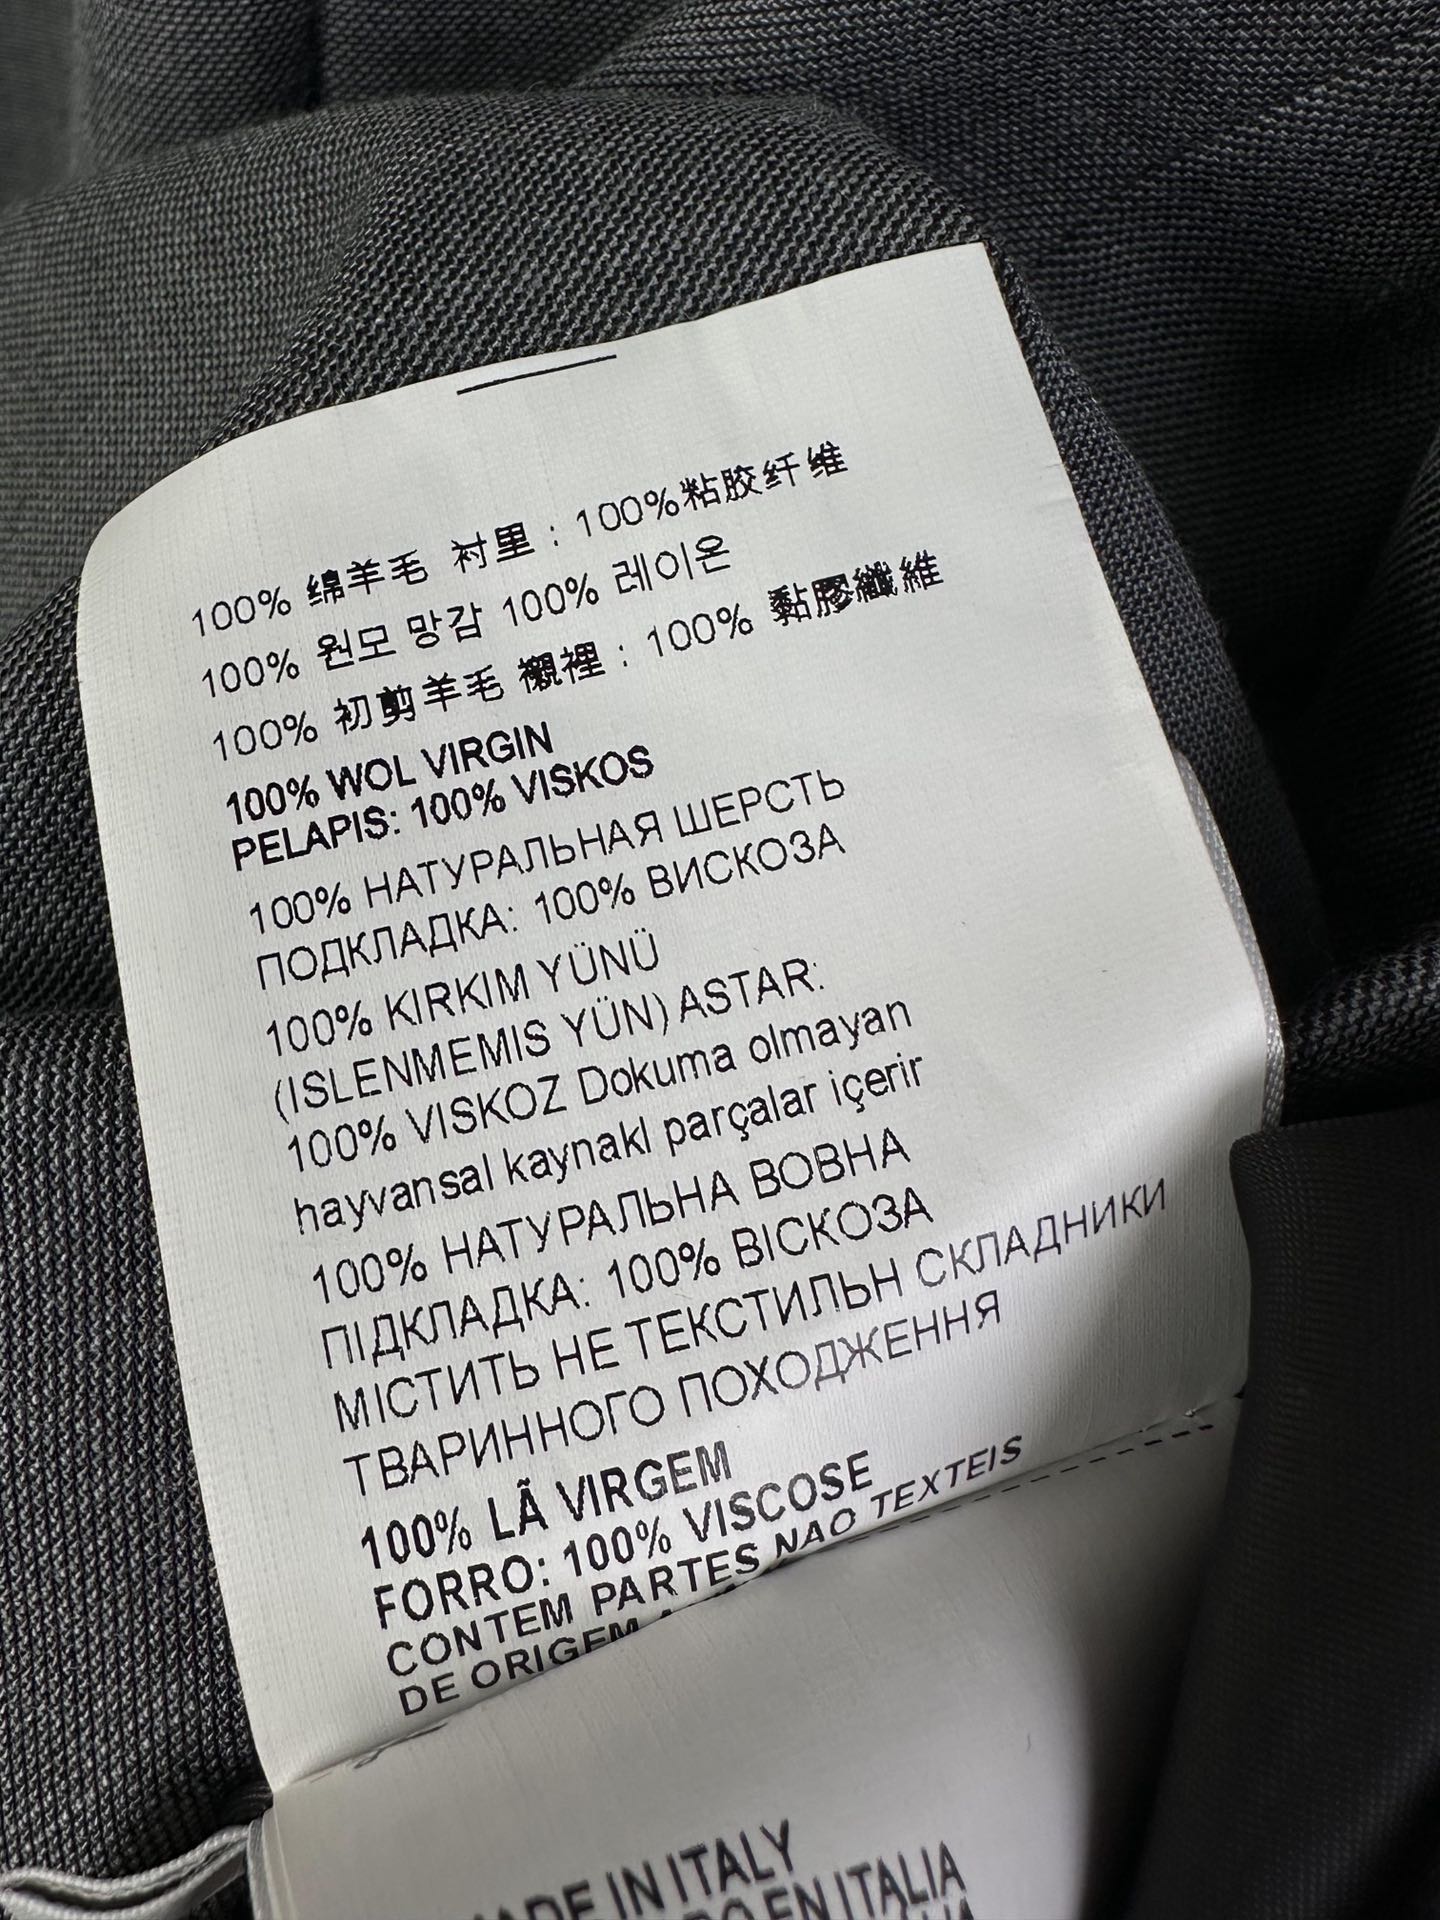 100% 绵羊毛 衬里：100%粘胶纤维
100% 원모 망감 100% 레이온
100% 初剪羊毛 襯裡：100% 黏膠纖維
100% WOL VIRGIN
PELAPIS: 100% VISKOS
100% НАТУРАЛЬНАЯ ШЕРСТЬ
ПОДКЛАДКА: 100% ВИСКОЗА
100% KIRKIM YÜNÜ
(ISLENMEMIS YÜN) ASTAR:
100% VISKOZ Dokuma olmayan
hayvansal kaynakl parçalar içerir
100% НАТУРАЛЬНА ВОВНА
ПІДКЛАДКА: 100% ВІСКОЗА
МІСТИТЬ НЕ ТЕКСТИЛЬН СКЛАДНИКИ
ТВАРИННОГО ПОХОДЖЕННЯ
100% LÃ VIRGEM
FORRO: 100% VISCOSE
CONTEM PARTES NAO TEXTEIS
DE ORIGEM
MADE IN ITALY
EN ITALIA